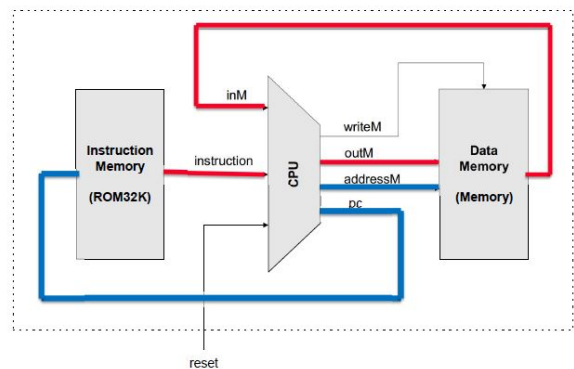 inM
writeM
Instruction
Memory
(ROM32K)
instruction
CPU
outM
addressM
pc
Data
Memory
(Memory)
reset